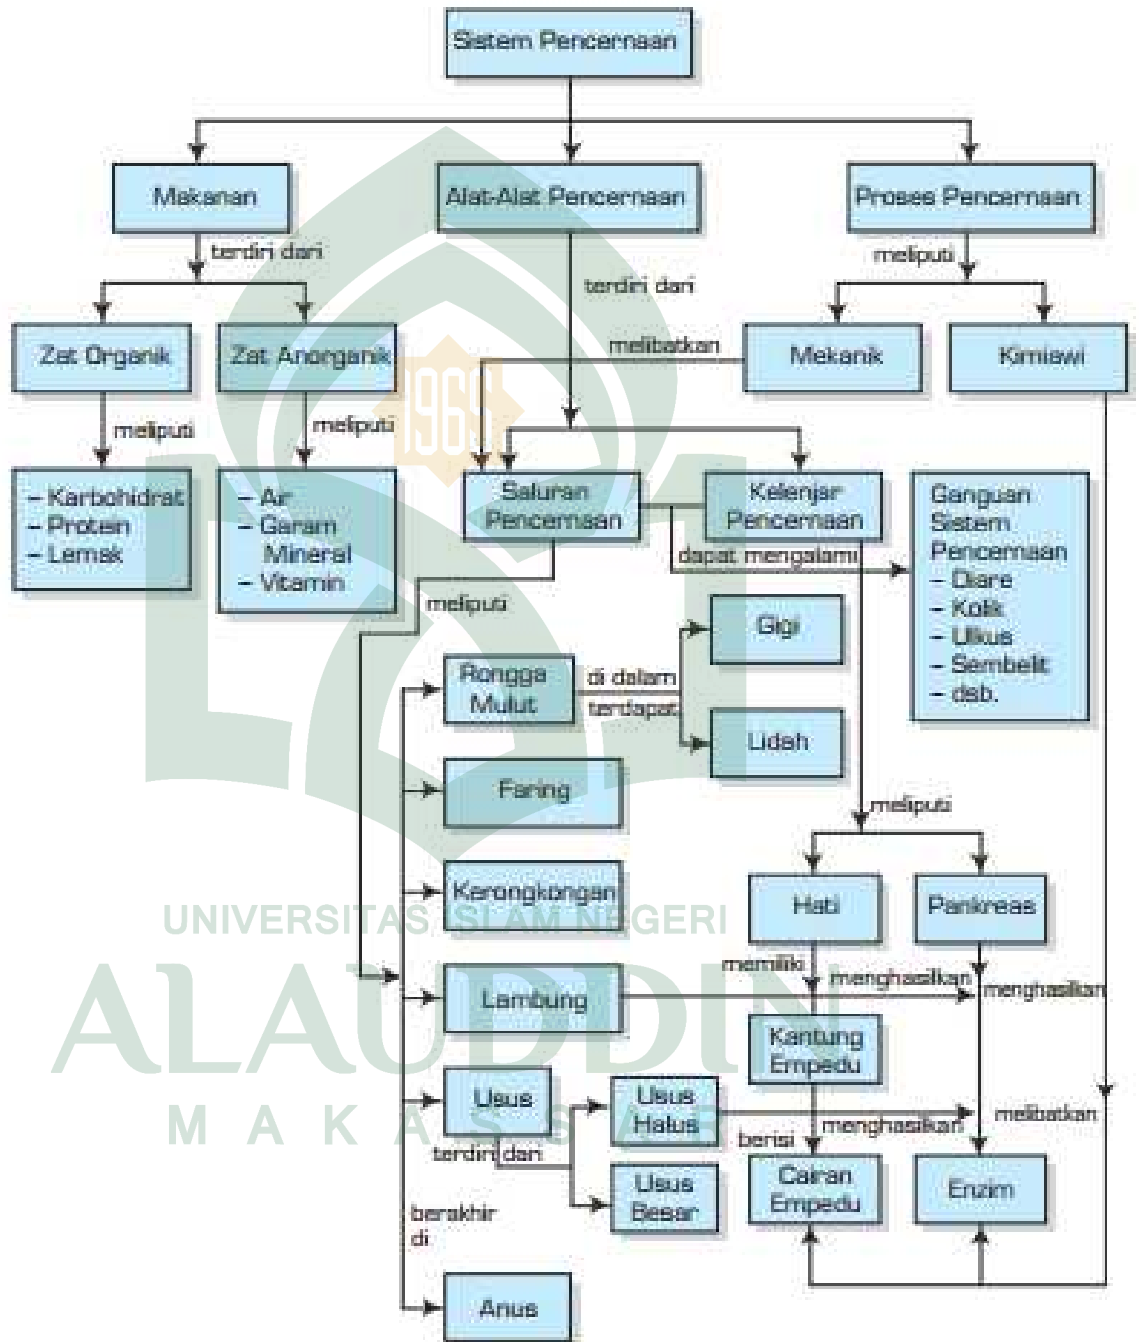 Sistem Pencernaan
Makanan
Alat-Alat Pencernaan
Proses Pencernaan
terdiri dari
meliputi
terdiri dari
Zat Organik
Zat Anorganik
melibatkan
Mekanik
Kimiawi
meliputi
meliputi
– Karbohidrat
– Protein
– Lemak
– Air
– Garam
Mineral
– Vitamin
1965
Saluran
Pencernaan
Kelenjar
Pencernaan
Ganguan
Sistem
Pencernaan
– Diare
– Kolik
– Ulkus
– Sembelit
– dsb.
dapat mengalami
meliputi
Rongga
Mulut
di dalam
terdapat
Gigi
Lidah
Faring
meliputi
Kerongkongan
Hati
Pankreas
UNIVERSITAS ISLAM NEGERI
memiliki
menghasilkan
menghasilkan
Lambung
ALAUDDIN
Kantung
Empedu
Usus
Usus
Halus
melibatkan
MAKASSAR
terdiri dari
berisi
menghasilkan
Usus
Besar
Cairan
Empedu
Enzim
berakhir
di
Anus